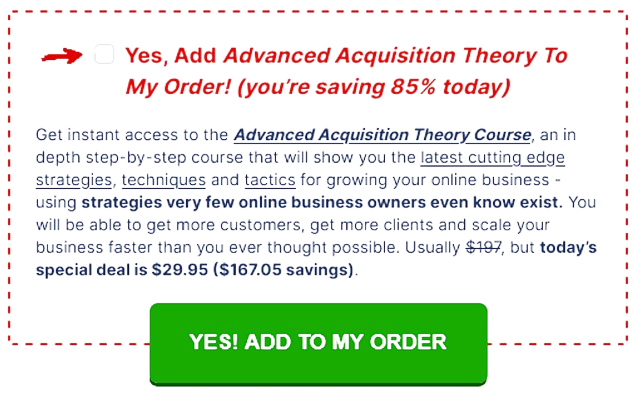 Yes, Add Advanced Acquisition Theory To
My Order! (you're saving 85% today)
Get instant access to the Advanced Acquisition Theory Course, an in
depth step-by-step course that will show you the latest cutting edge
strategies, techniques and tactics for growing your online business -
using strategies very few online business owners even know exist. You
will be able to get more customers, get more clients and scale your
business faster than you ever thought possible. Usually $197, but today's
special deal is $29.95 ($167.05 savings).
YES! ADD TO MY ORDER